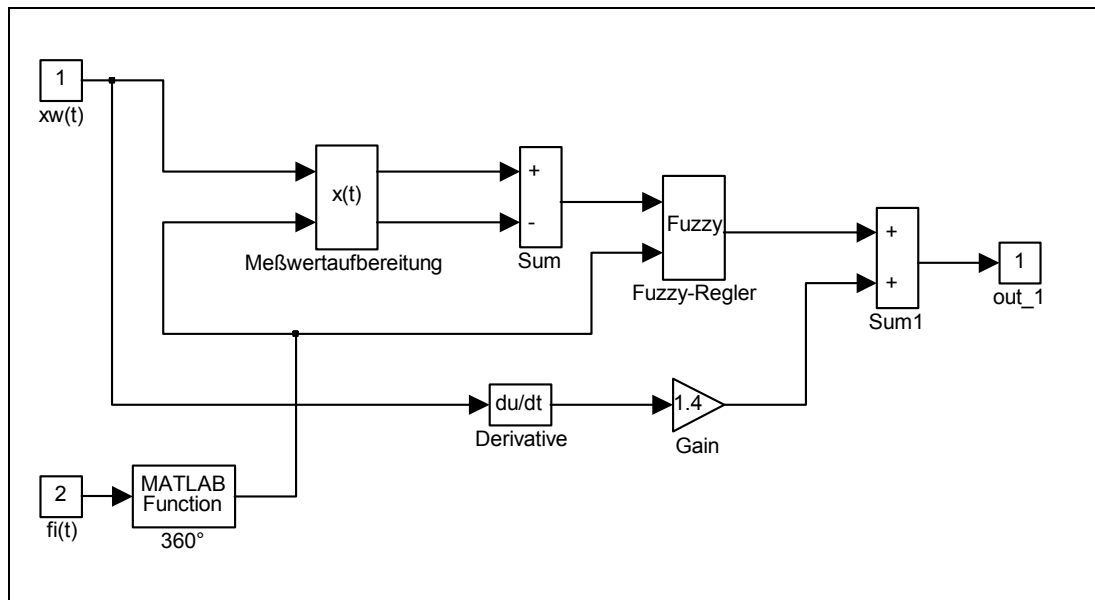 1
xw(t)
x(t)
Meßwertaufbereitung
+
-
Sum
Fuzzy
Fuzzy-Regler
+
+
Sum1
1
out_1
du/dt
Derivative
1.4
Gain
2
fi(t)
MATLAB
Function
360°